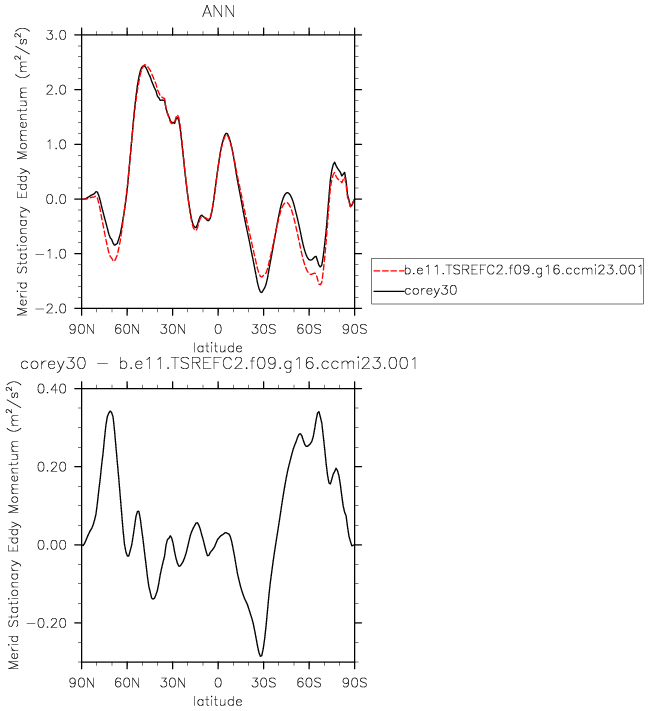 ANN
Merid Stationary Eddy Momentum (m²/s²)
3.0
2.0
1.0
0.0
−1.0
−2.0
90N 60N 30N 0 30S 60S 90S
latitude
b.e11.TSREFC2.f09.g16.ccmi23.001
corey30
corey30 − b.e11.TSREFC2.f09.g16.ccmi23.001
Merid Stationary Eddy Momentum (m²/s²)
0.40
0.20
0.00
−0.20
90N 60N 30N 0 30S 60S 90S
latitude